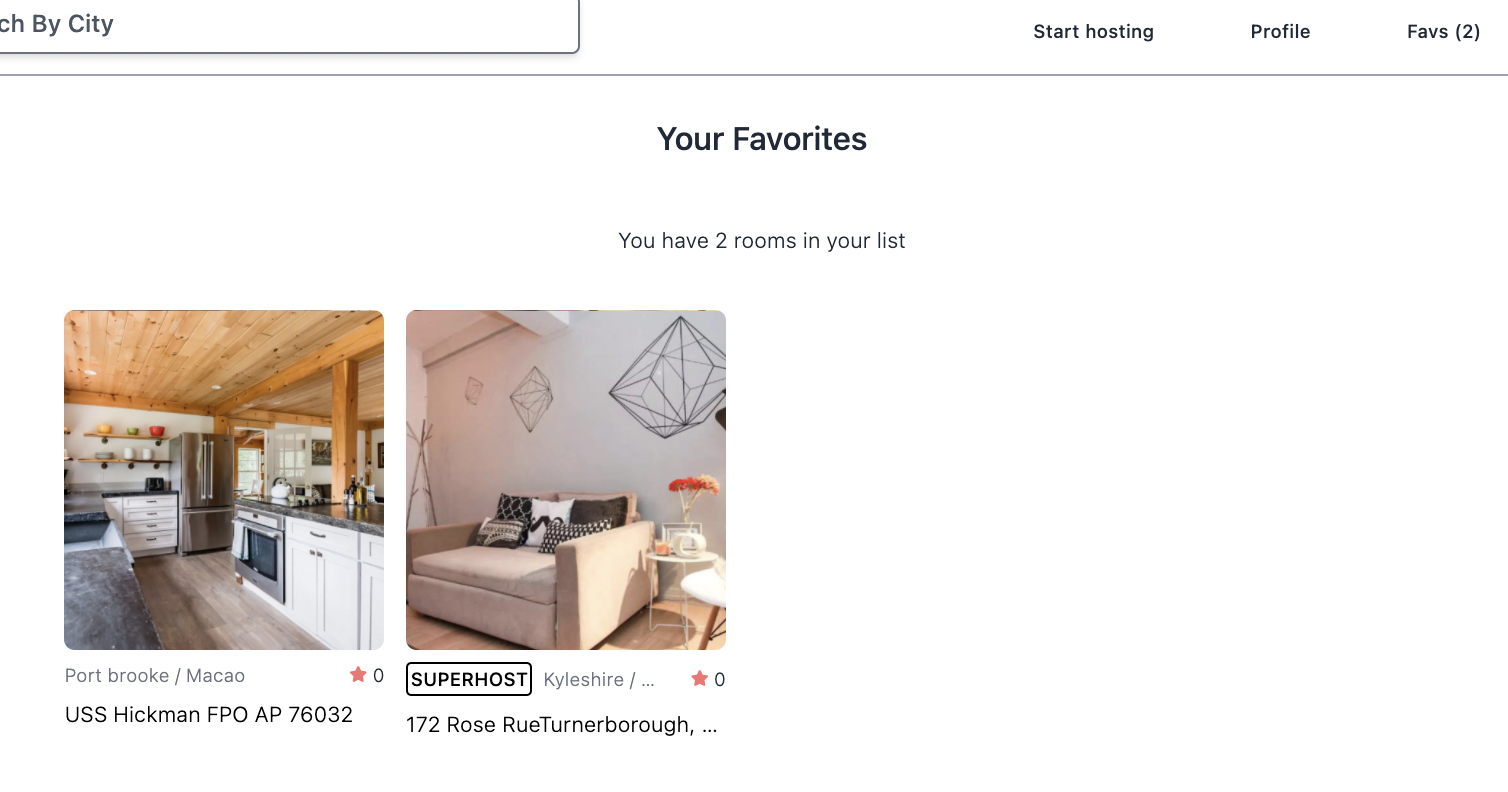 ch By City
Start hosting
Profile
Favs (2)
Your Favorites
You have 2 rooms in your list
Port brooke / Macao
0
USS Hickman FPO AP 76032
SUPERHOST
Kyleshire / ...
0
172 Rose RueTurnerborough, ...